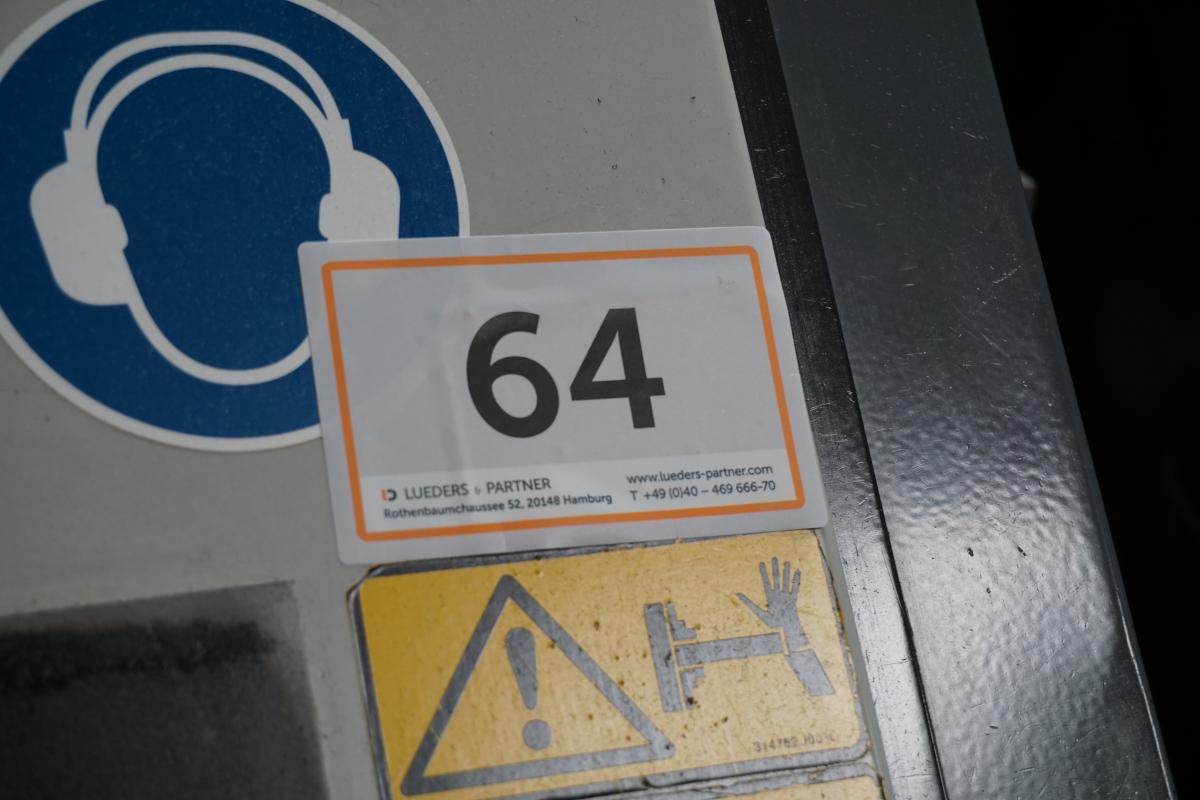 64
LUEDERS & PARTNER
Rothenbaumchaussee 52, 20148 Hamburg
www.lueders-partner.com
T +49 (0)40 – 469 666-70